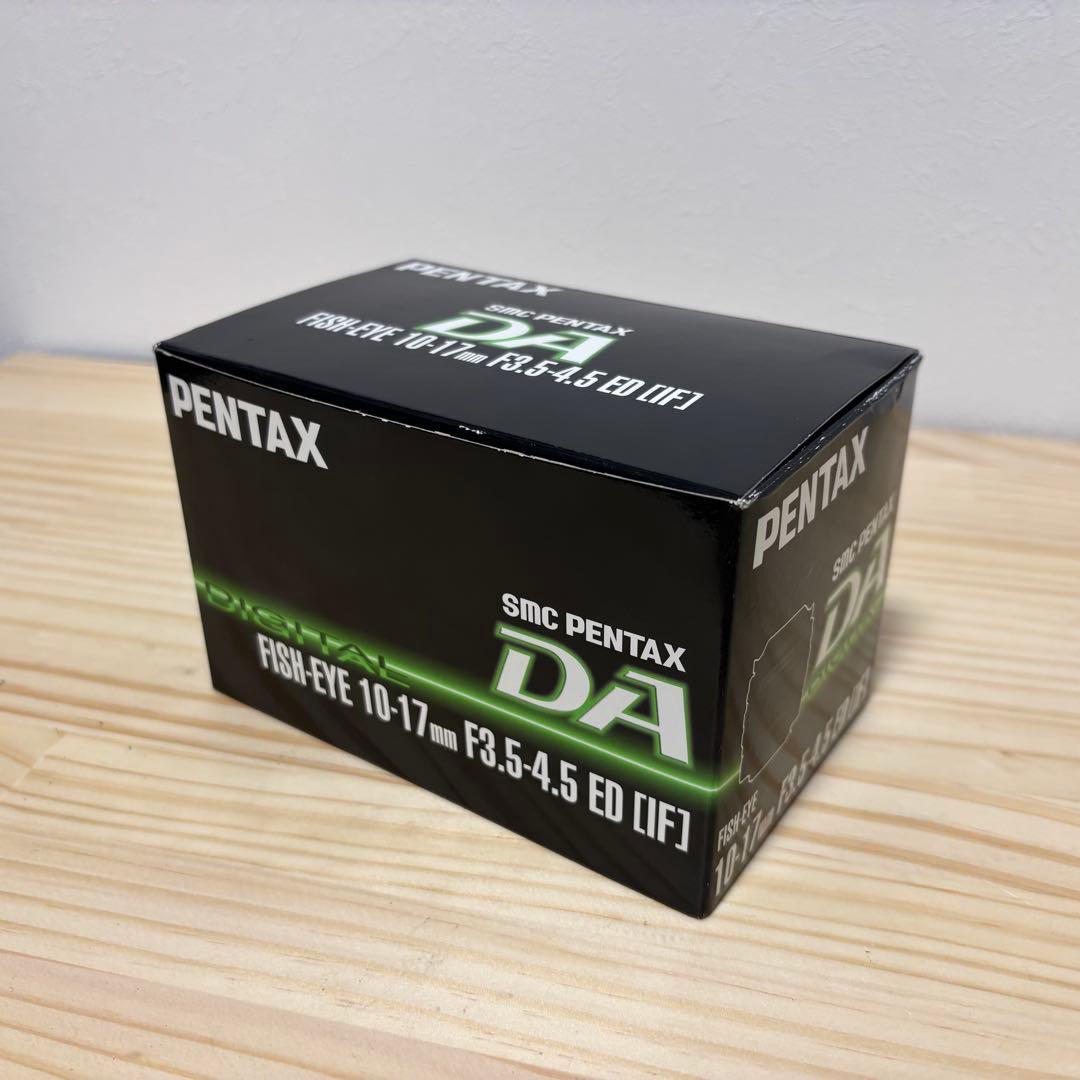 PENTAX
smc PENTAX
DA
FISH-EYE 10-17mm F3.5-4.5 ED [IF]
PENTAX
DIGITAL
smc PENTAX
DA
FISH-EYE 10-17mm F3.5-4.5 ED [IF]
PENTAX
smc PENTAX
DA
FISH-EYE
10-17mm F3.5-4.5 ED [IF]